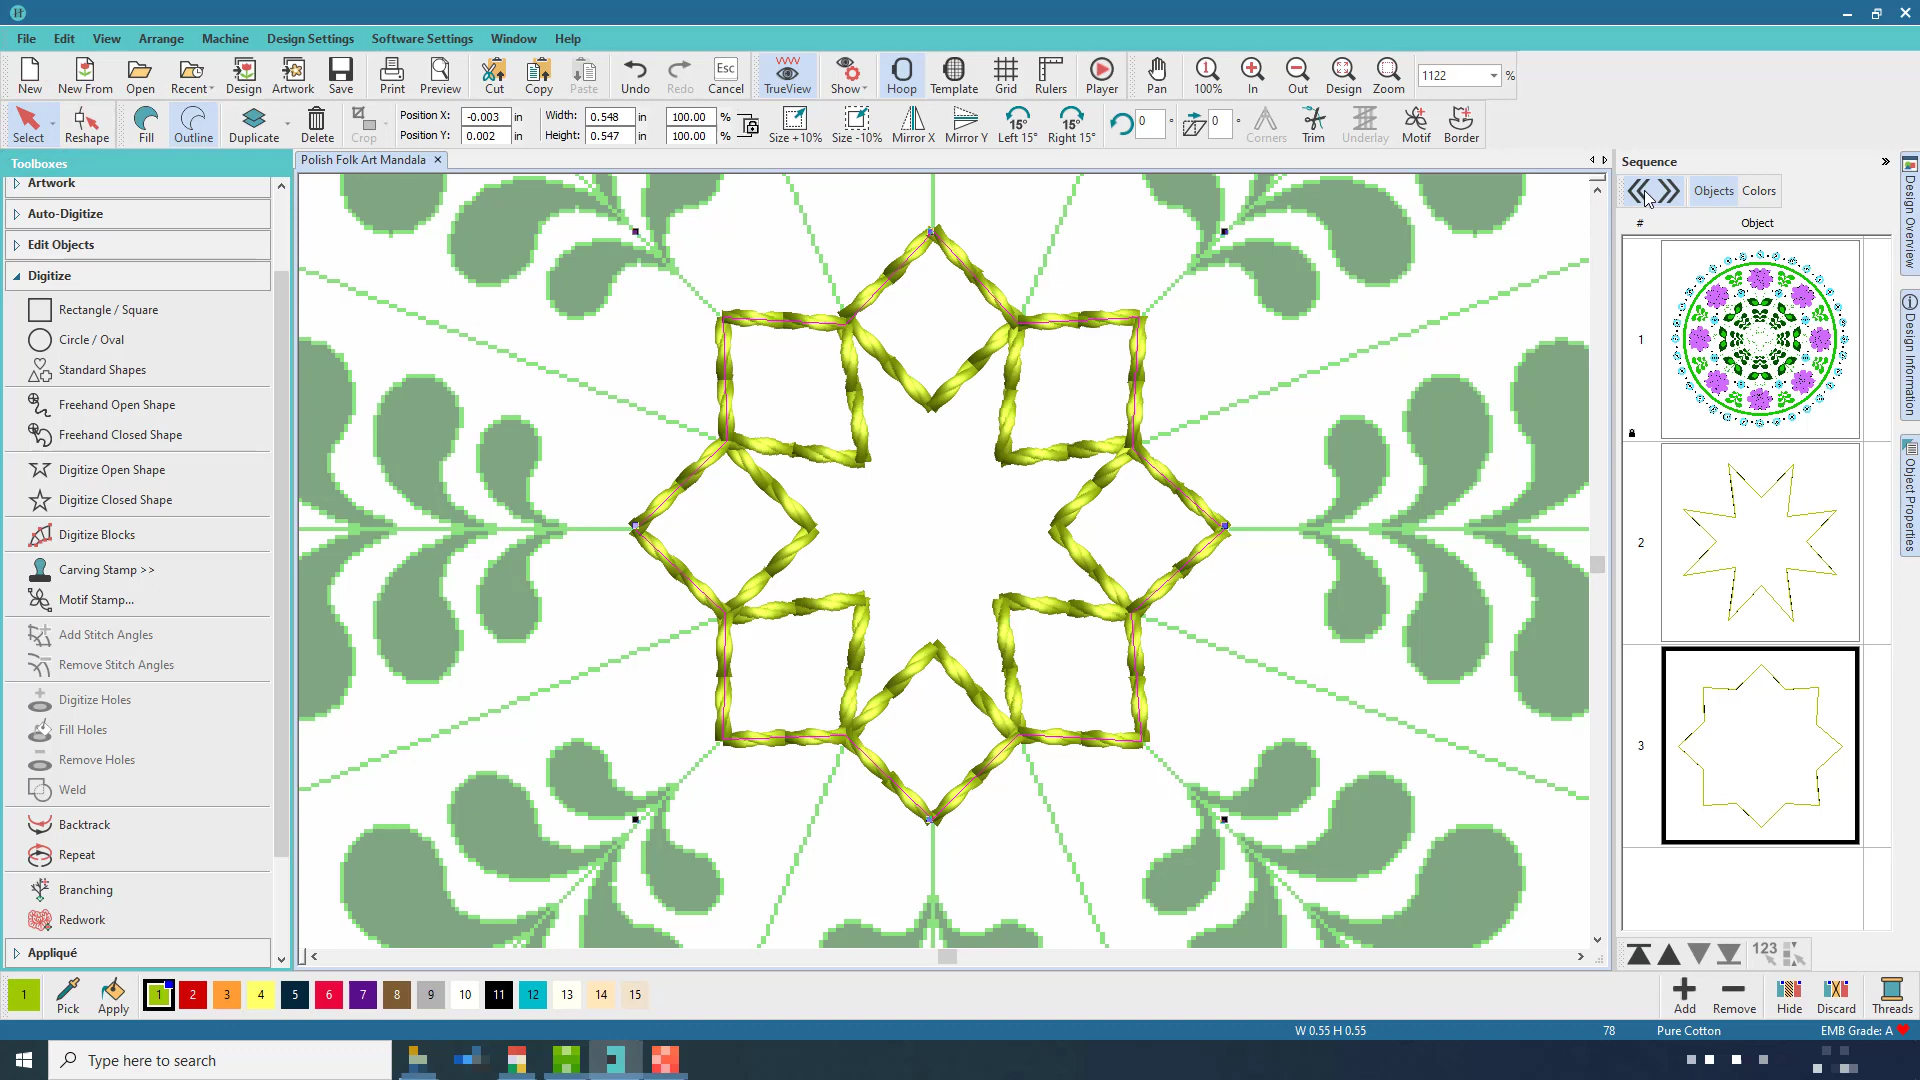 File Edit View Arrange Machine Design Settings Software Settings Window Help
New New From Open Recent Design Artwork Save Print Preview Cut Copy Paste Undo Redo Esc Cancel TrueView Show Hoop Template Grid Rulers Player Pan 1 100% In Out Design Zoom 1122 %
Select Reshape Fill Outline Duplicate Delete Crop Position X: -0.003 in Width: 0.548 in 100.00 % Size +10% Size -10% Mirror X Mirror Y 15° Left 15° 15° Right 15° 0 ° 0 ° Corners Trim Underlay Motif Border
Position Y: 0.002 in Height: 0.547 in 100.00 %
Toolboxes
Polish Folk Art Mandala
Artwork
Auto-Digitize
Edit Objects
Digitize
Rectangle / Square
Circle / Oval
Standard Shapes
Freehand Open Shape
Freehand Closed Shape
Digitize Open Shape
Digitize Closed Shape
Digitize Blocks
Carving Stamp >>
Motif Stamp...
Add Stitch Angles
Remove Stitch Angles
Digitize Holes
Fill Holes
Remove Holes
Weld
Backtrack
Repeat
Branching
Redwork
Appliqué
Sequence
Objects Colors
# Object
1
2
3
123
Design Overview
Design Information
Object Properties
1 Pick Apply 1 2 3 4 5 6 7 8 9 10 11 12 13 14 15 Add Remove Hide Discard Threads
W 0.55 H 0.55 78 Pure Cotton EMB Grade: A
Type here to search